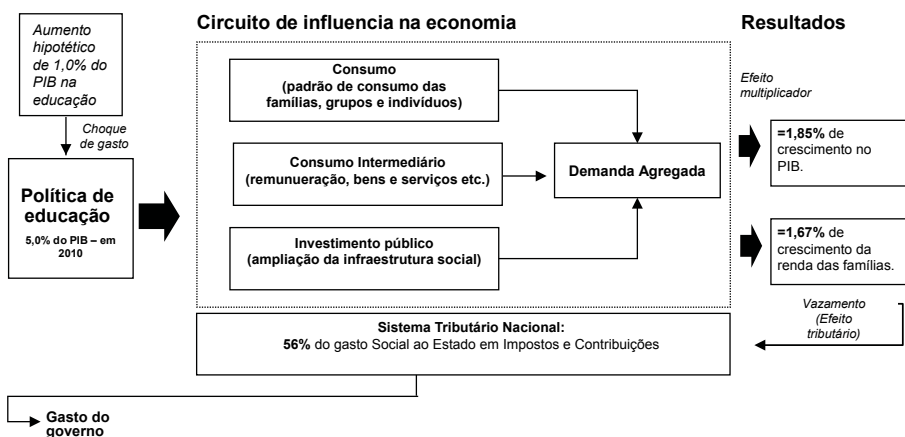 Circuito de influencia na economia
Resultados
Aumento
hipotético
de 1,0% do
PIB na
educação
Choque
de gasto
Política de
educação
5,0% do PIB – em
2010
Consumo
(padrão de consumo das
famílias, grupos e indivíduos)
Consumo Intermediário
(remunueração, bens e serviços etc.)
Investimento público
(ampliação da infraestrutura social)
Demanda Agregada
Efeito
multiplicador
=1,85% de
crescimento no
PIB.
=1,67% de
crescimento da
renda das famílias.
Vazamento
(Efeito
tributário)
Sistema Tributário Nacional:
56% do gasto Social ao Estado em Impostos e Contribuições
Gasto do
governo